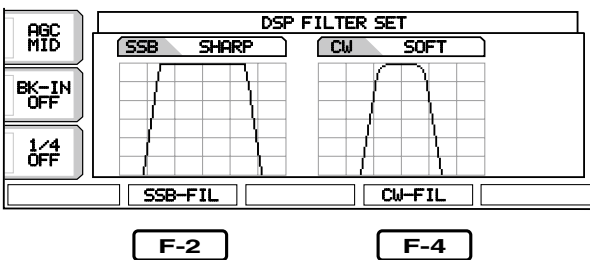 DSP FILTER SET
AGC
MID
SSB SHARP
CW SOFT
BK-IN
OFF
1/4
OFF
SSB-FIL
CW-FIL
F-2
F-4